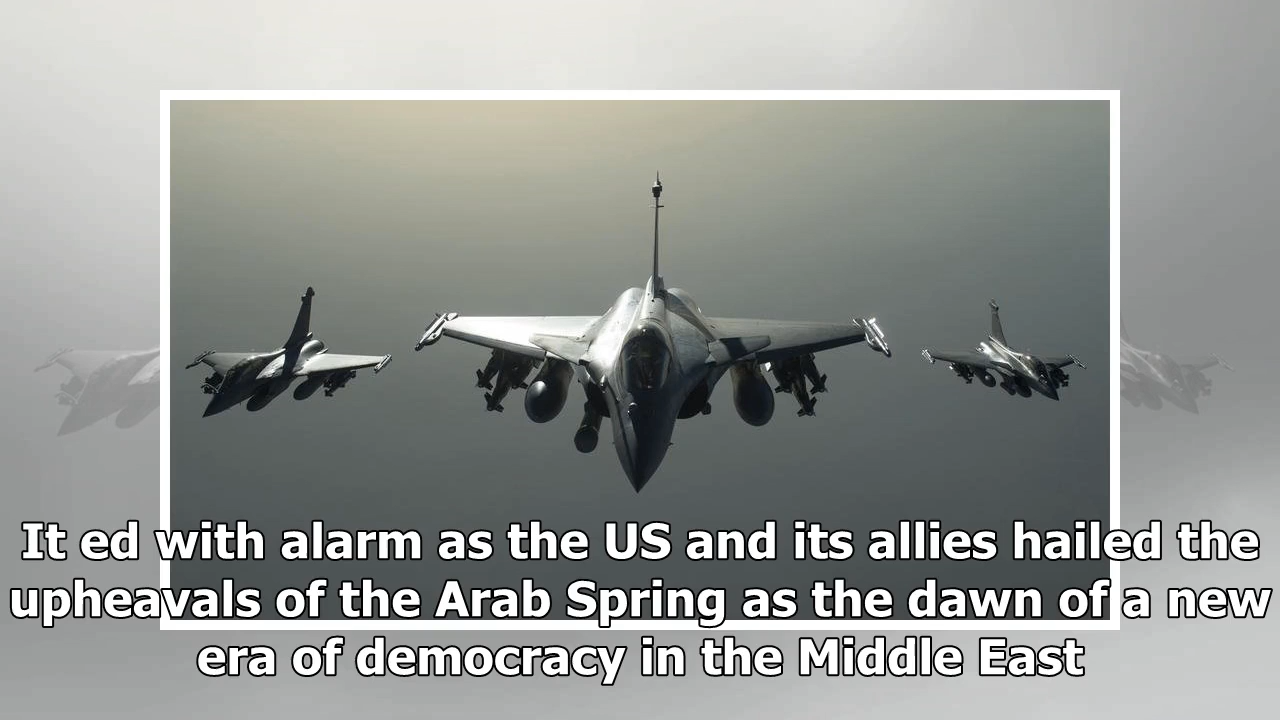 It ed with alarm as the US and its allies hailed the
upheavals of the Arab Spring as the dawn of a new
era of democracy in the Middle East